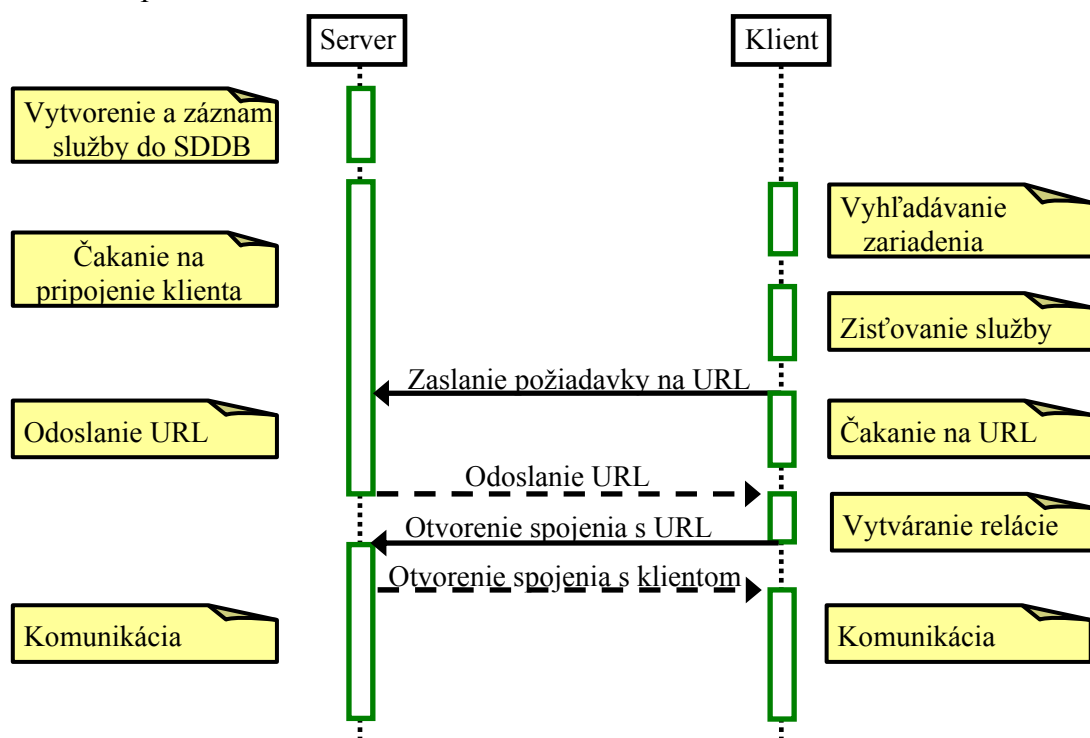 Server
Klient
Vytvorenie a záznam
služby do SDDB
Vyhľadávanie
zariadenia
Čakanie na
pripojenie klienta
Zisťovanie služby
Zaslanie požiadavky na URL
Odoslanie URL
Čakanie na URL
Odoslanie URL
Vytváranie relácie
Otvorenie spojenia s URL
Otvorenie spojenia s klientom
Komunikácia
Komunikácia